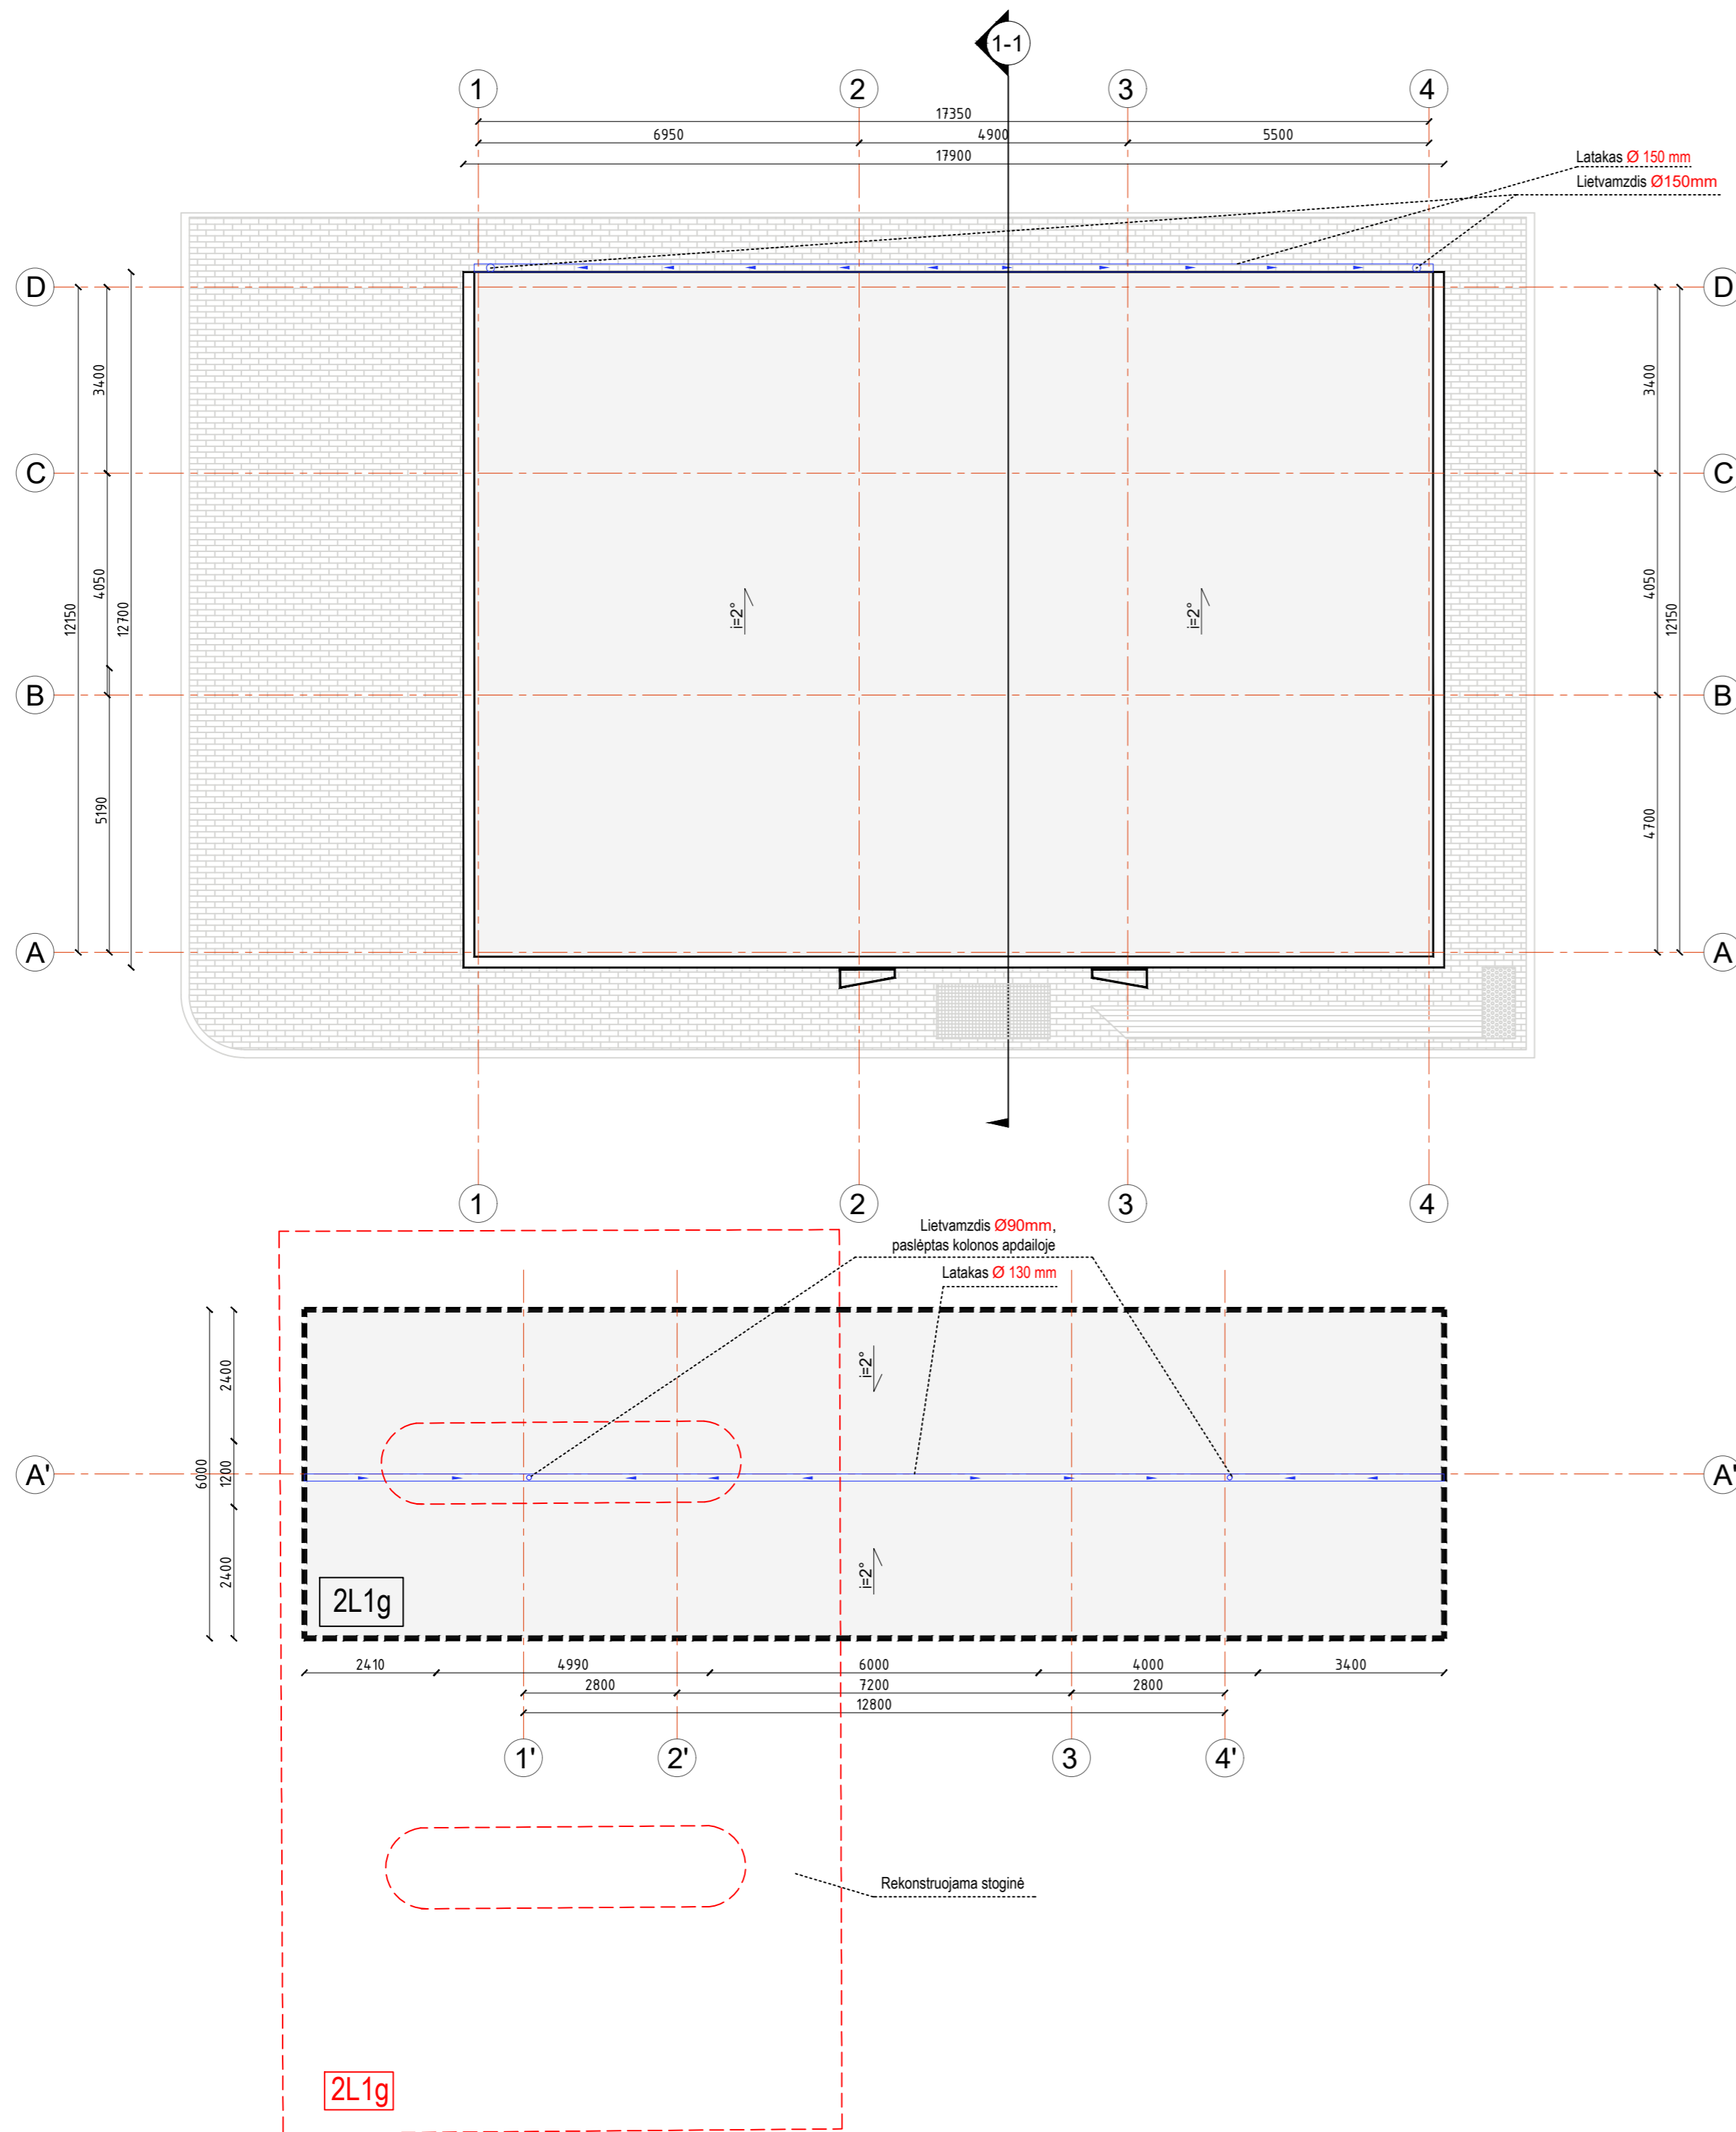 1-1
1
2
3
4
17350
6950
4900
5500
17900
Latakas Ø 150 mm
Lietvamzdis Ø150mm
D
D
3400
3400
C
C
12150
4050
12700
i=2°
i=2°
4050
12150
B
B
5190
4700
A
A
1
2
3
4
Lietvamzdis Ø90mm,
paslėptas kolonos apdailoje
Latakas Ø 130 mm
2400
i=2°
A'
6000
1200
A'
2400
i=2°
2L1g
2410
4990
6000
4000
3400
2800
7200
2800
12800
1'
2'
3
4'
Rekonstruojama stoginė
2L1g